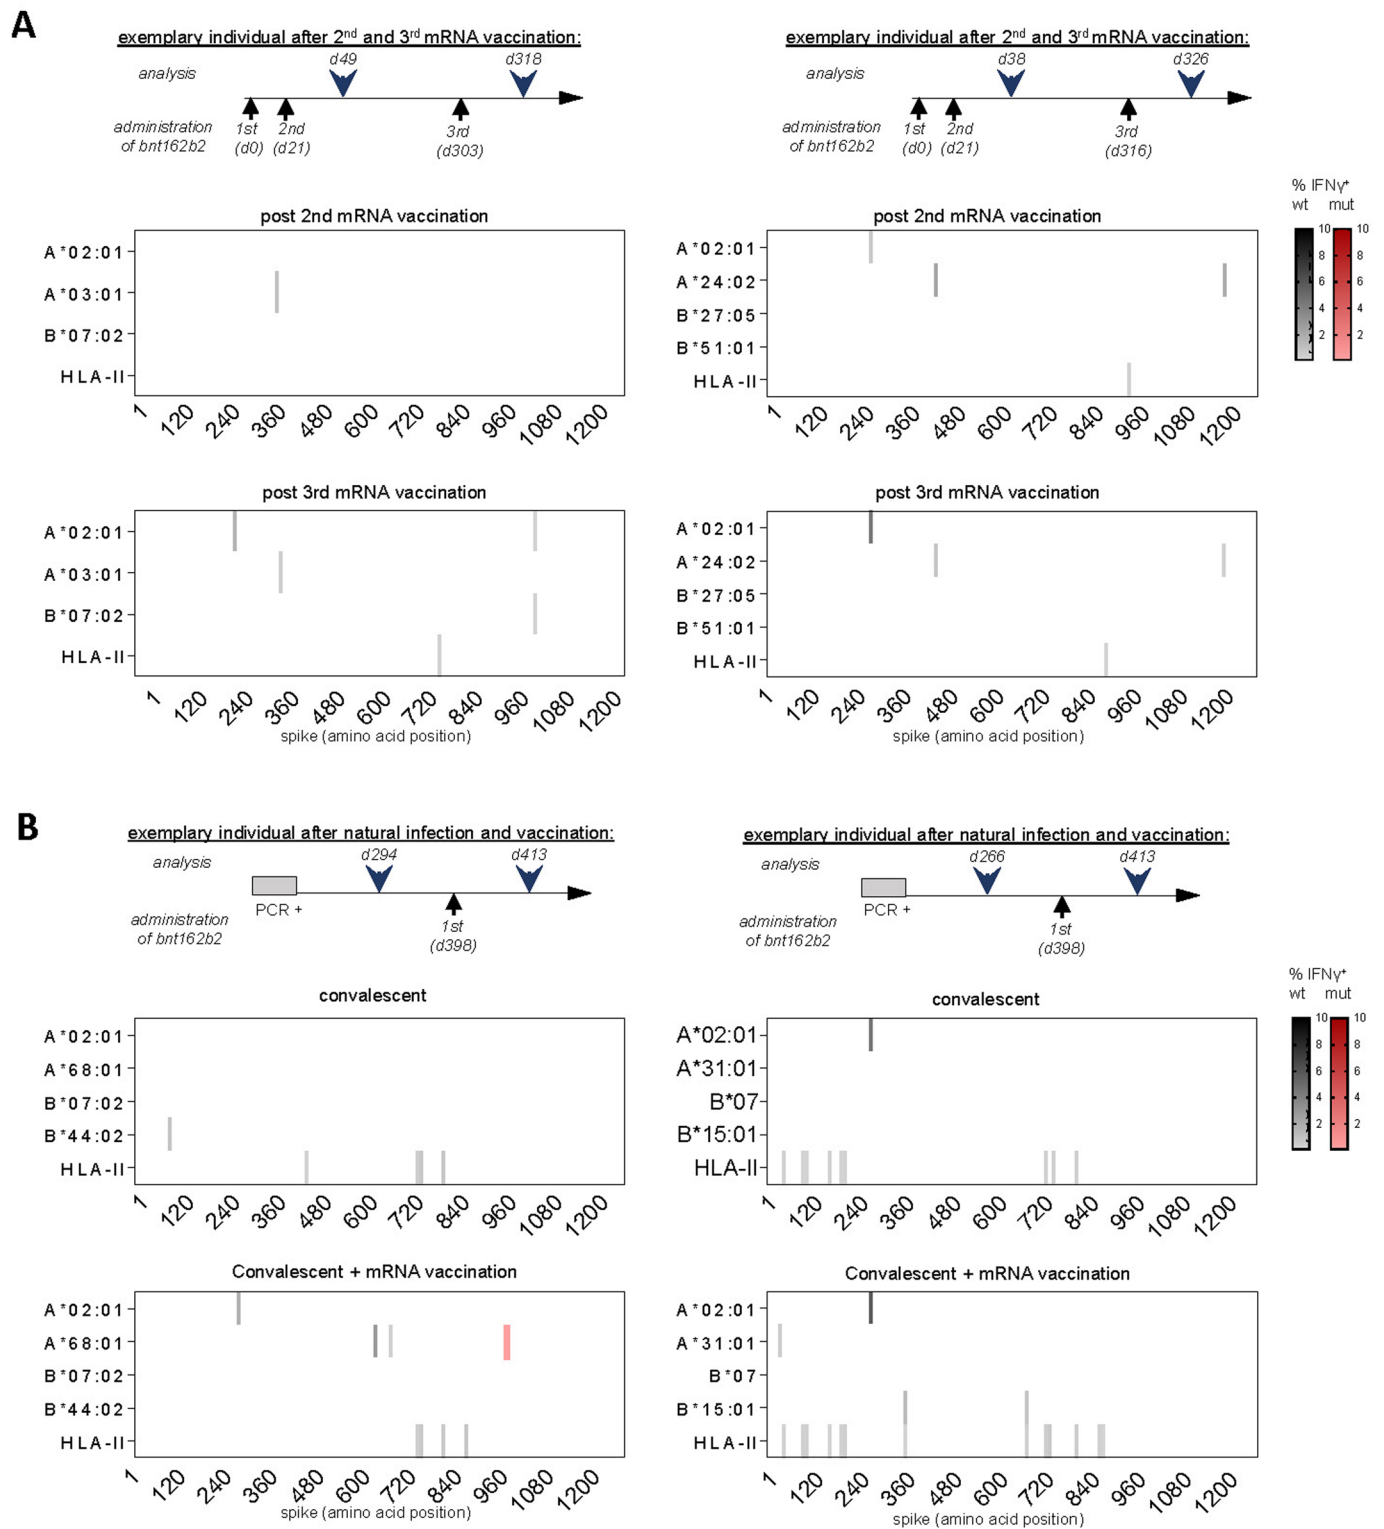 A
exemplary individual after 2nd and 3rd mRNA vaccination:
analysis
d49
d318
administration
of bnt162b2
1st
(d0)
2nd
(d21)
3rd
(d303)
exemplary individual after 2nd and 3rd mRNA vaccination:
analysis
d38
d326
administration
of bnt162b2
1st
(d0)
2nd
(d21)
3rd
(d316)
% IFNγ+
wt mut
10 10
8 8
6 6
4 4
2 2
post 2nd mRNA vaccination
A*02:01
A*03:01
B*07:02
HLA-II
1 120 240 360 480 600 720 840 960 1080 1200
post 2nd mRNA vaccination
A*02:01
A*24:02
B*27:05
B*51:01
HLA-II
1 120 240 360 480 600 720 840 960 1080 1200
post 3rd mRNA vaccination
A*02:01
A*03:01
B*07:02
HLA-II
1 120 240 360 480 600 720 840 960 1080 1200
spike (amino acid position)
post 3rd mRNA vaccination
A*02:01
A*24:02
B*27:05
B*51:01
HLA-II
1 120 240 360 480 600 720 840 960 1080 1200
spike (amino acid position)
B
exemplary individual after natural infection and vaccination:
analysis
d294
d413
PCR +
administration
of bnt162b2
1st
(d398)
exemplary individual after natural infection and vaccination:
analysis
d266
d413
PCR +
administration
of bnt162b2
1st
(d398)
% IFNγ+
wt mut
10 10
8 8
6 6
4 4
2 2
convalescent
A*02:01
A*68:01
B*07:02
B*44:02
HLA-II
1 120 240 360 480 600 720 840 960 1080 1200
convalescent
A*02:01
A*31:01
B*07
B*15:01
HLA-II
1 120 240 360 480 600 720 840 960 1080 1200
Convalescent + mRNA vaccination
A*02:01
A*68:01
B*07:02
B*44:02
HLA-II
1 120 240 360 480 600 720 840 960 1080 1200
spike (amino acid position)
Convalescent + mRNA vaccination
A*02:01
A*31:01
B*07
B*15:01
HLA-II
1 120 240 360 480 600 720 840 960 1080 1200
spike (amino acid position)